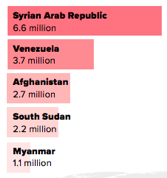 Syrian Arab Republic
6.6 million
Venezuela
3.7 million
Afghanistan
2.7 million
South Sudan
2.2 million
Myanmar
1.1 million